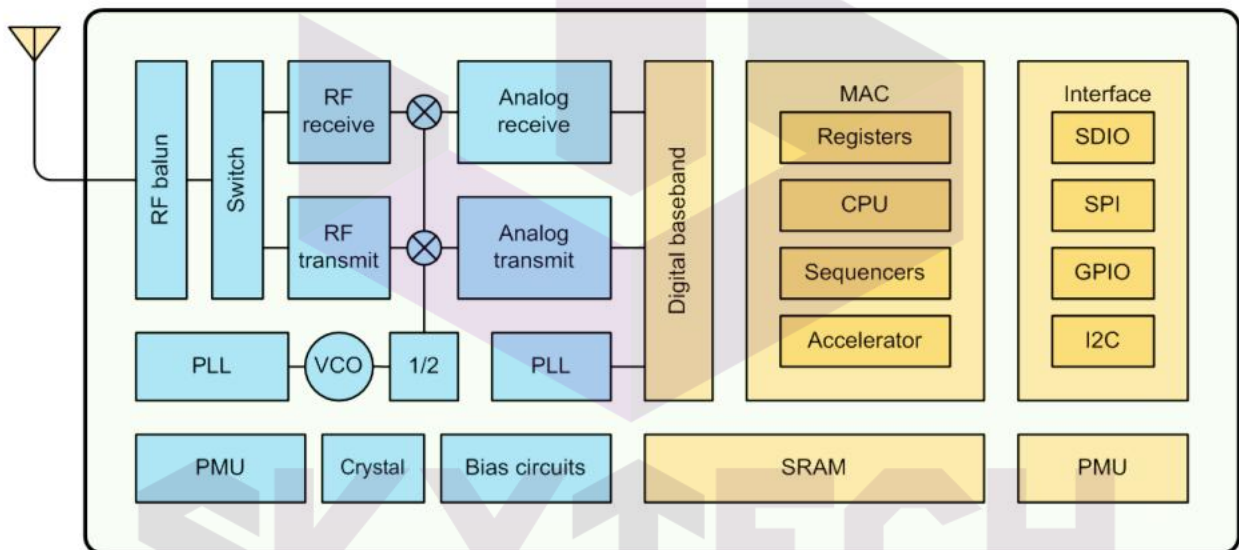 RF balun
Switch
RF
receive
Analog
receive
RF
transmit
Analog
transmit
PLL
VCO
1/2
PLL
Digital baseband
MAC
Registers
CPU
Sequencers
Accelerator
Interface
SDIO
SPI
GPIO
I2C
PMU
Crystal
Bias circuits
SRAM
PMU
SKYTECH